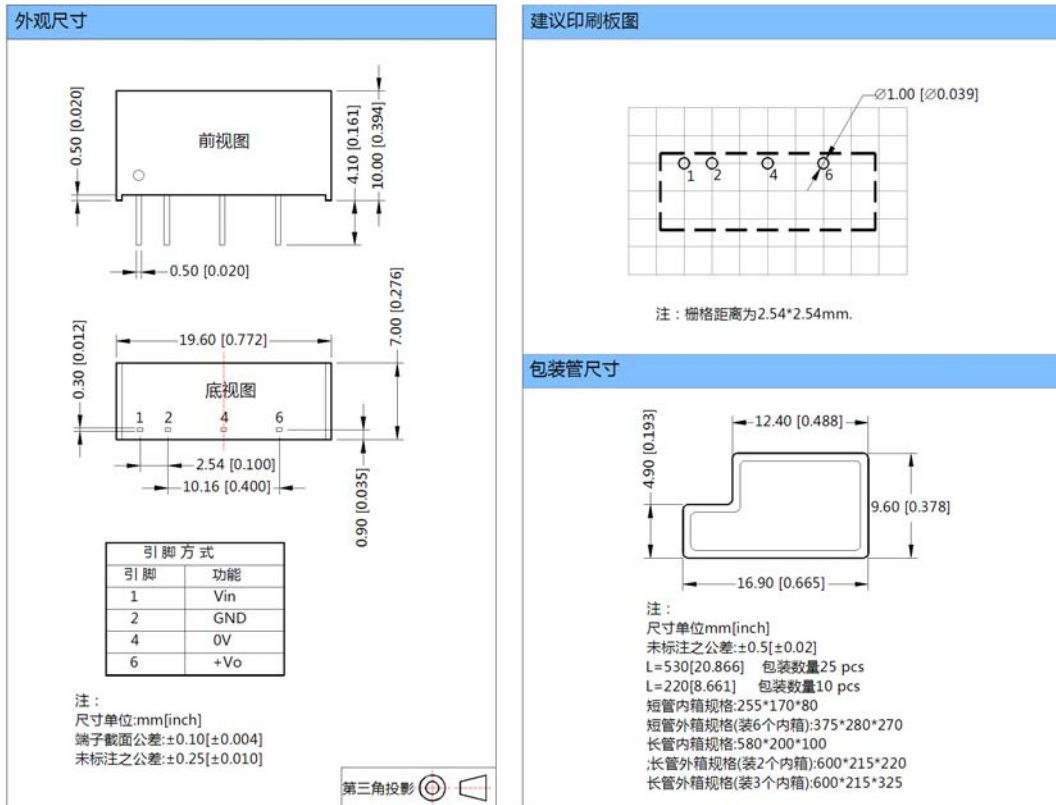 外观尺寸
前视图
0.50 [0.020]
4.10 [0.161]
10.00 [0.394]
0.50 [0.020]
19.60 [0.772]
7.00 [0.276]
0.30 [0.012]
底视图
1 2 4 6
2.54 [0.100]
10.16 [0.400]
0.90 [0.035]
引脚方式
引脚 功能
1 Vin
2 GND
4 0V
6 +Vo
注：
尺寸单位:mm[inch]
端子截面公差:±0.10[±0.004]
未标注之公差:±0.25[±0.010]
第三角投影
建议印刷板图
∅1.00 [∅0.039]
1 2 4 6
注：栅格距离为2.54*2.54mm.
包装管尺寸
12.40 [0.488]
4.90 [0.193]
9.60 [0.378]
16.90 [0.665]
注：
尺寸单位mm[inch]
未标注之公差:±0.5[±0.02]
L=530[20.866] 包装数量25 pcs
L=220[8.661] 包装数量10 pcs
短管内箱规格:255*170*80
短管外箱规格(装6个内箱):375*280*270
长管内箱规格:580*200*100
;长管外箱规格(装2个内箱):600*215*220
长管外箱规格(装3个内箱):600*215*325